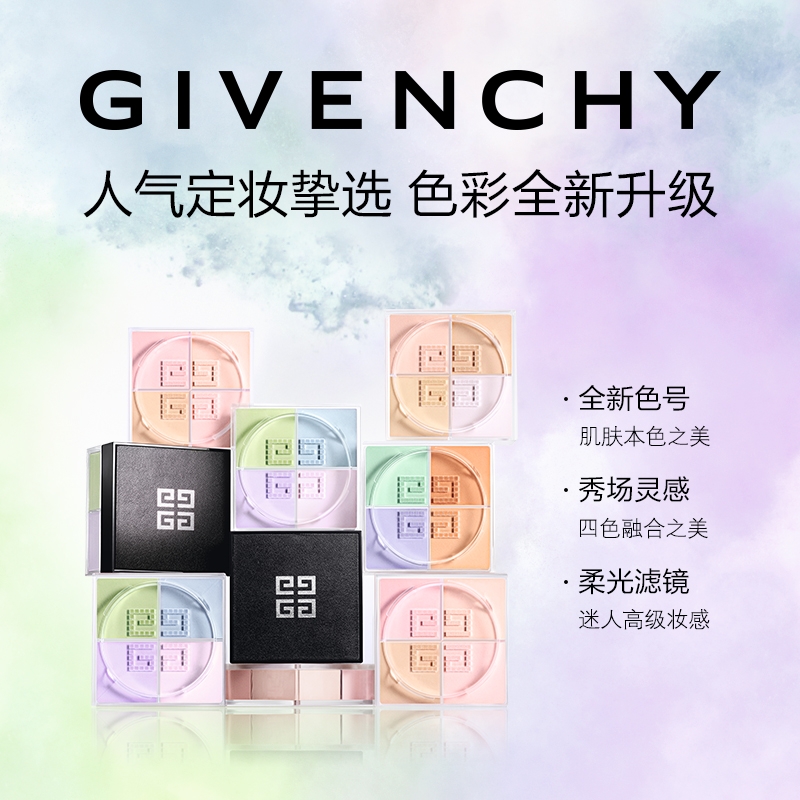 GIVENCHY
人气定妆挚选 色彩全新升级
· 全新色号
肌肤本色之美
· 秀场灵感
四色融合之美
· 柔光滤镜
迷人高级妆感